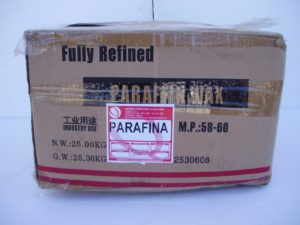 Fully Refined
PARAFFIN WAX
工业用途
INDUSTRY USE
PARAFINA
M.P.:58-60
N.W.:25.00KG
G.W.:25.30KG
2530608